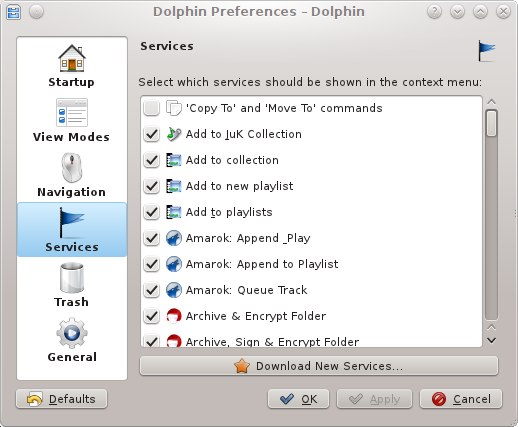 Dolphin Preferences – Dolphin
Startup
View Modes
Navigation
Services
Trash
General
Services
Select which services should be shown in the context menu:
'Copy To' and 'Move To' commands
Add to JuK Collection
Add to collection
Add to new playlist
Add to playlists
Amarok: Append _Play
Amarok: Append to Playlist
Amarok: Queue Track
Archive & Encrypt Folder
Archive, Sign & Encrypt Folder
Download New Services...
Defaults
OK
Apply
Cancel